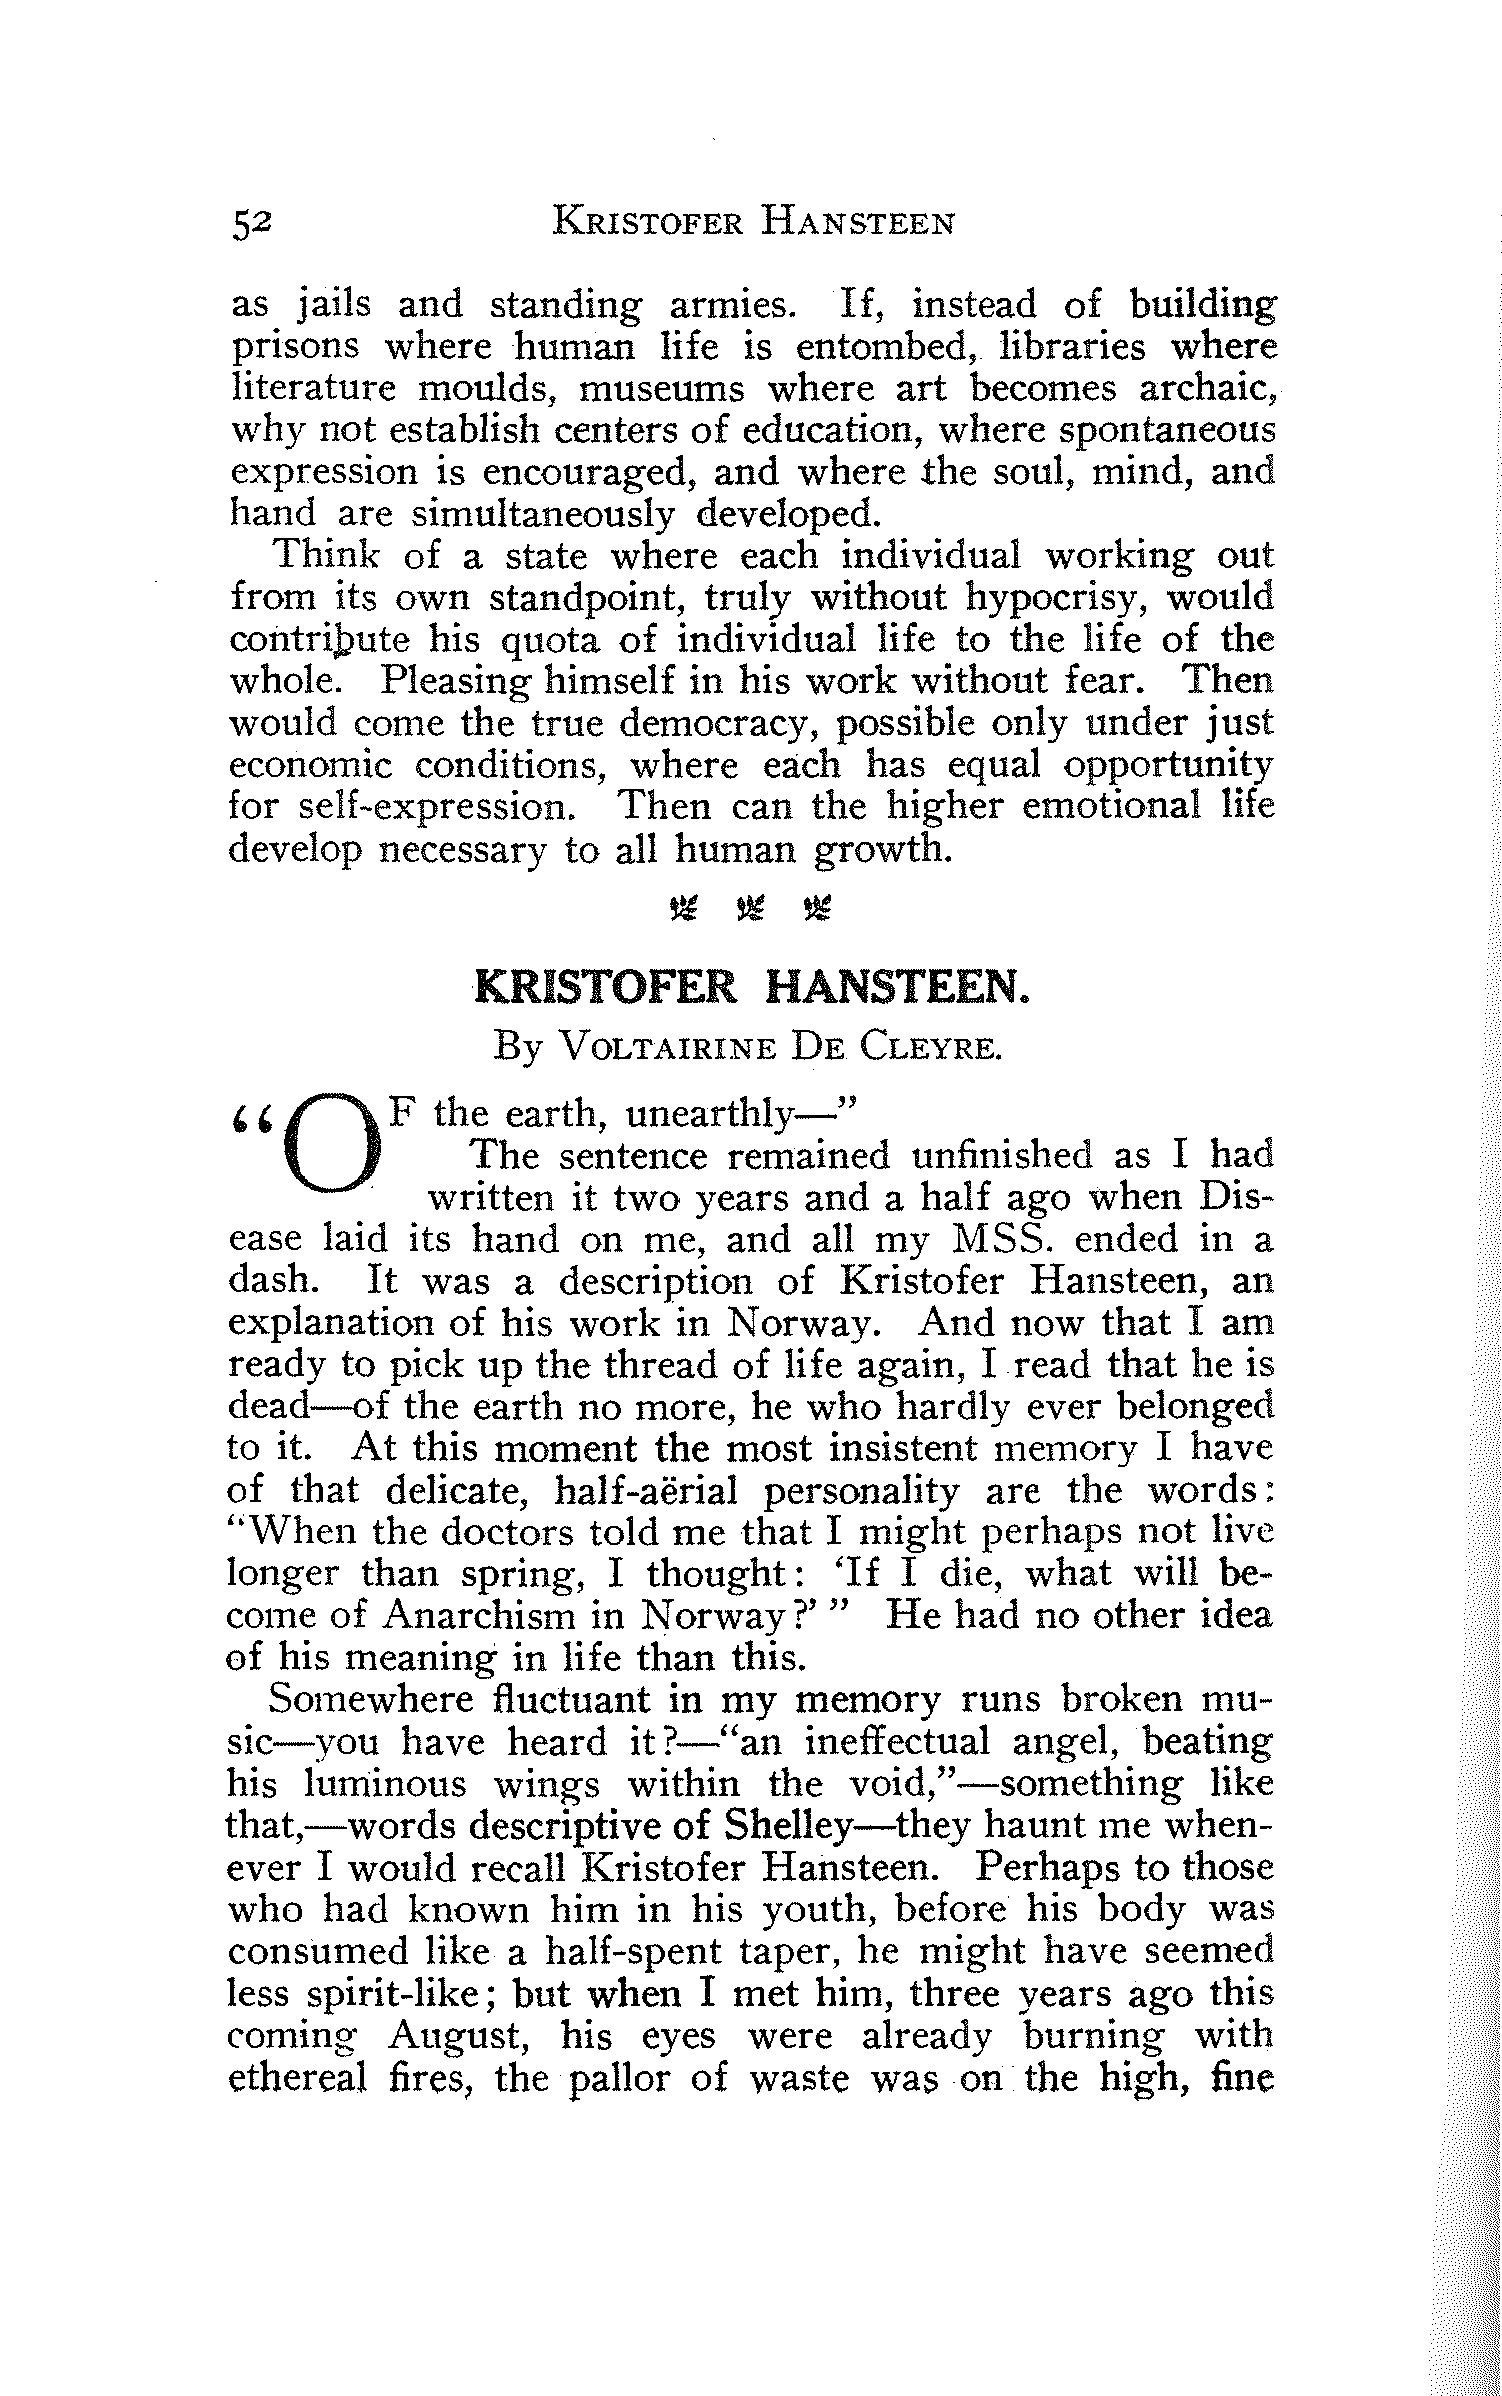 52 KRISTOFER HANSTEEN
as jails and standing armies. If, instead of building
prisons where human life is entombed, libraries where
literature moulds, museums where art becomes archaic,
why not establish centers of education, where spontaneous
expression is encouraged, and where the soul, mind, and
hand are simultaneously developed.
Think of a state where each individual working out
from its own standpoint, truly without hypocrisy, would
contribute his quota of individual life to the life of the
whole. Pleasing himself in his work without fear. Then
would come the true democracy, possible only under just
economic conditions, where each has equal opportunity
for self-expression. Then can the higher emotional life
develop necessary to all human growth.
KRISTOFER HANSTEEN.
By VOLTAIRINE DE CLEYRE.
“OF the earth, unearthly—”
The sentence remained unfinished as I had
written it two years and a half ago when Dis-
ease laid its hand on me, and all my MSS. ended in a
dash. It was a description of Kristofer Hansteen, an
explanation of his work in Norway. And now that I am
ready to pick up the thread of life again, I read that he is
dead—of the earth no more, he who hardly ever belonged
to it. At this moment the most insistent memory I have
of that delicate, half-aërial personality are the words:
“When the doctors told me that I might perhaps not live
longer than spring, I thought: ‘If I die, what will be-
come of Anarchism in Norway?’ ” He had no other idea
of his meaning in life than this.
Somewhere fluctuant in my memory runs broken mu-
sic—you have heard it?—“an ineffectual angel, beating
his luminous wings within the void,”—something like
that,—words descriptive of Shelley—they haunt me when-
ever I would recall Kristofer Hansteen. Perhaps to those
who had known him in his youth, before his body was
consumed like a half-spent taper, he might have seemed
less spirit-like; but when I met him, three years ago this
coming August, his eyes were already burning with
ethereal fires, the pallor of waste was on the high, fine